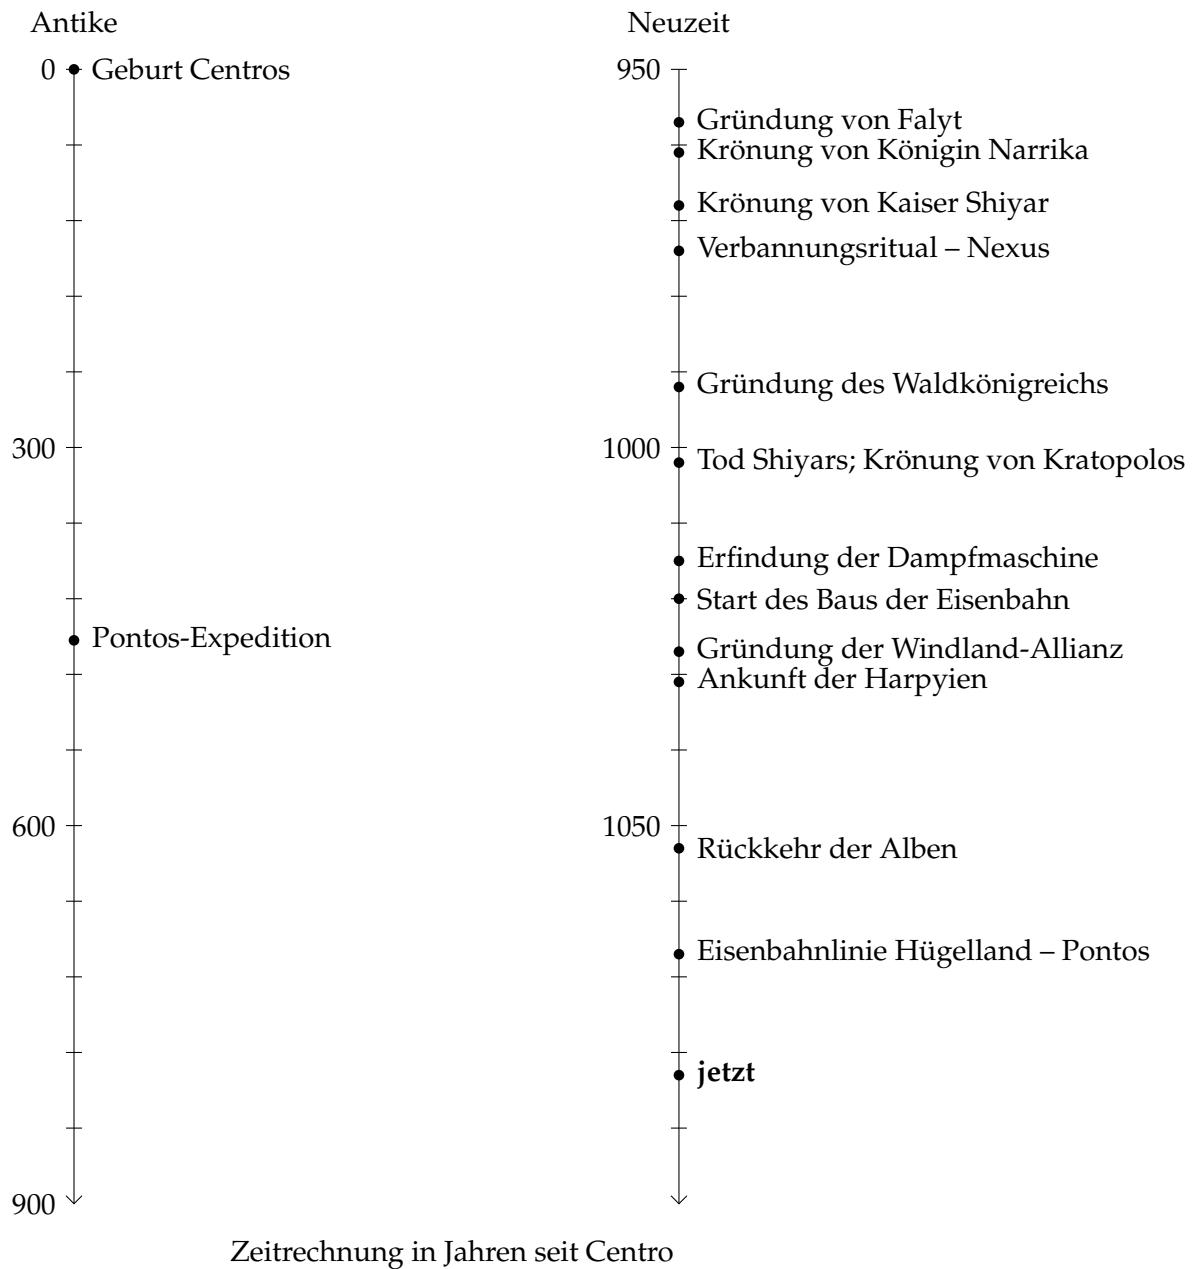 Antike
0
Geburt Centros
300
Pontos-Expedition
600
900
Neuzeit
950
Gründung von Falyt
Krönung von Königin Narrika
Krönung von Kaiser Shiyar
Verbannungsritual – Nexus
Gründung des Waldkönigreichs
1000
Tod Shiyars; Krönung von Kratopolos
Erfindung der Dampfmaschine
Start des Baus der Eisenbahn
Gründung der Windland-Allianz
Ankunft der Harpyien
1050
Rückkehr der Alben
Eisenbahnlinie Hügelland – Pontos
jetzt
Zeitrechnung in Jahren seit Centro